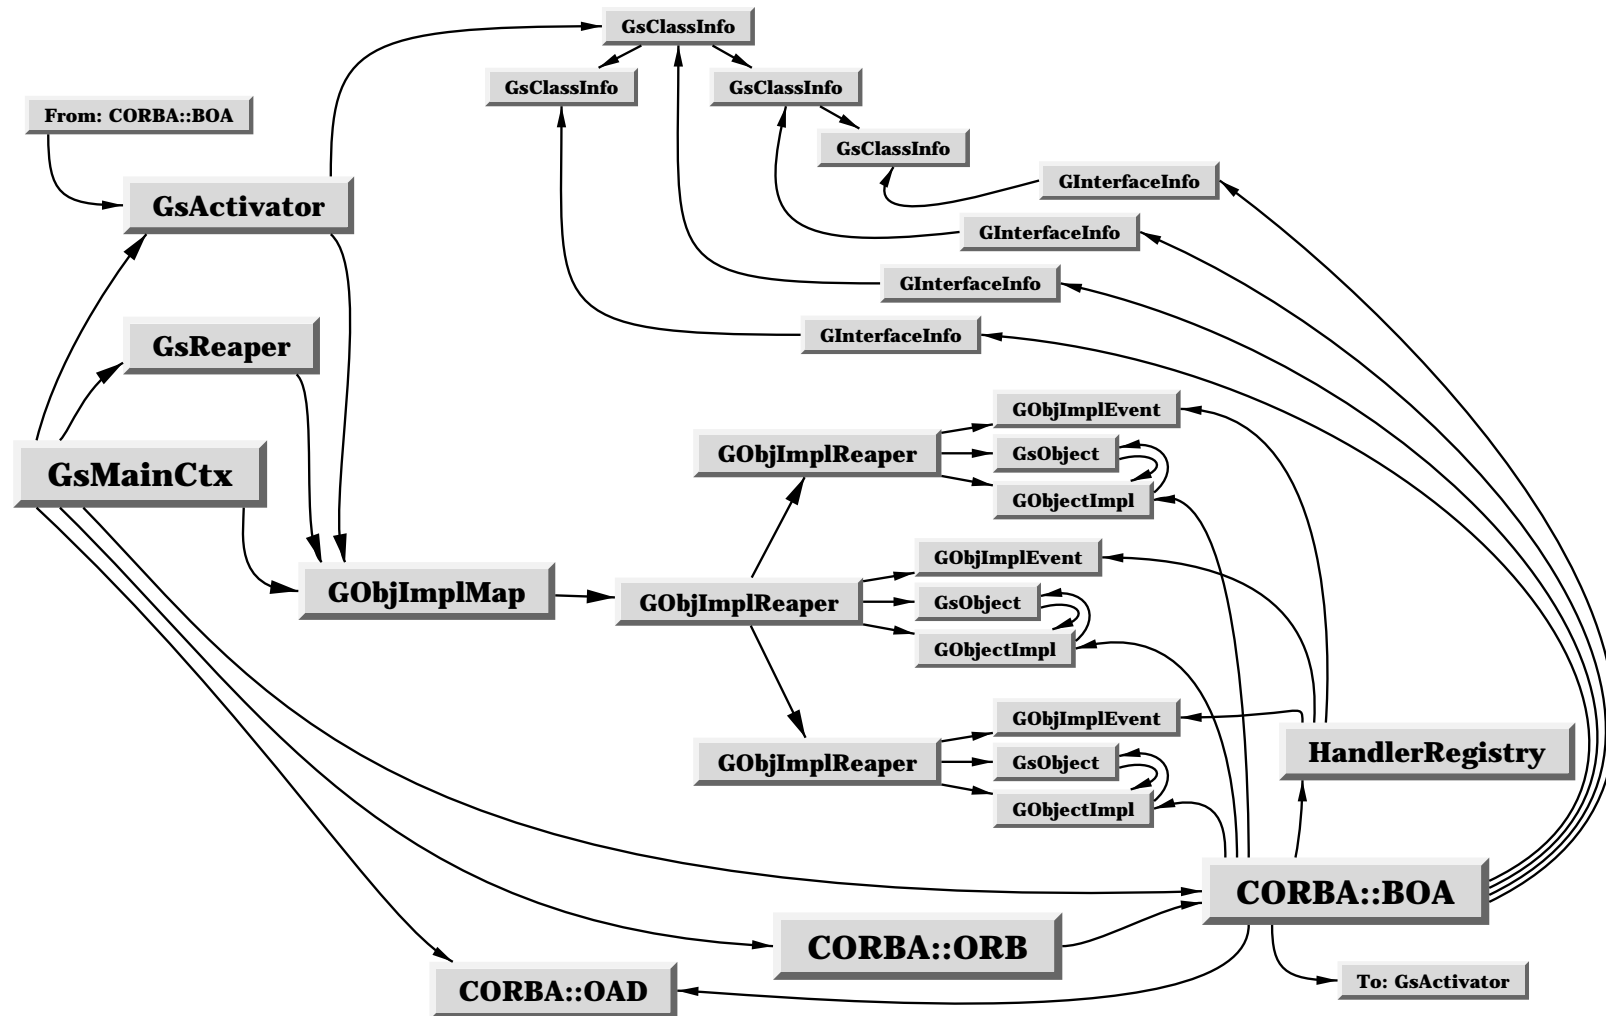 GsClassInfo
GsClassInfo
GsClassInfo
From: CORBA::BOA
GsClassInfo
GInterfaceInfo
GsActivator
GInterfaceInfo
GInterfaceInfo
GInterfaceInfo
GsReaper
GObjImplEvent
GObjImplReaper
GsObject
GsMainCtx
GObjectImpl
GObjImplEvent
GObjImplMap
GObjImplReaper
GsObject
GObjectImpl
GObjImplEvent
HandlerRegistry
GObjImplReaper
GsObject
GObjectImpl
CORBA::BOA
CORBA::ORB
To: GsActivator
CORBA::OAD